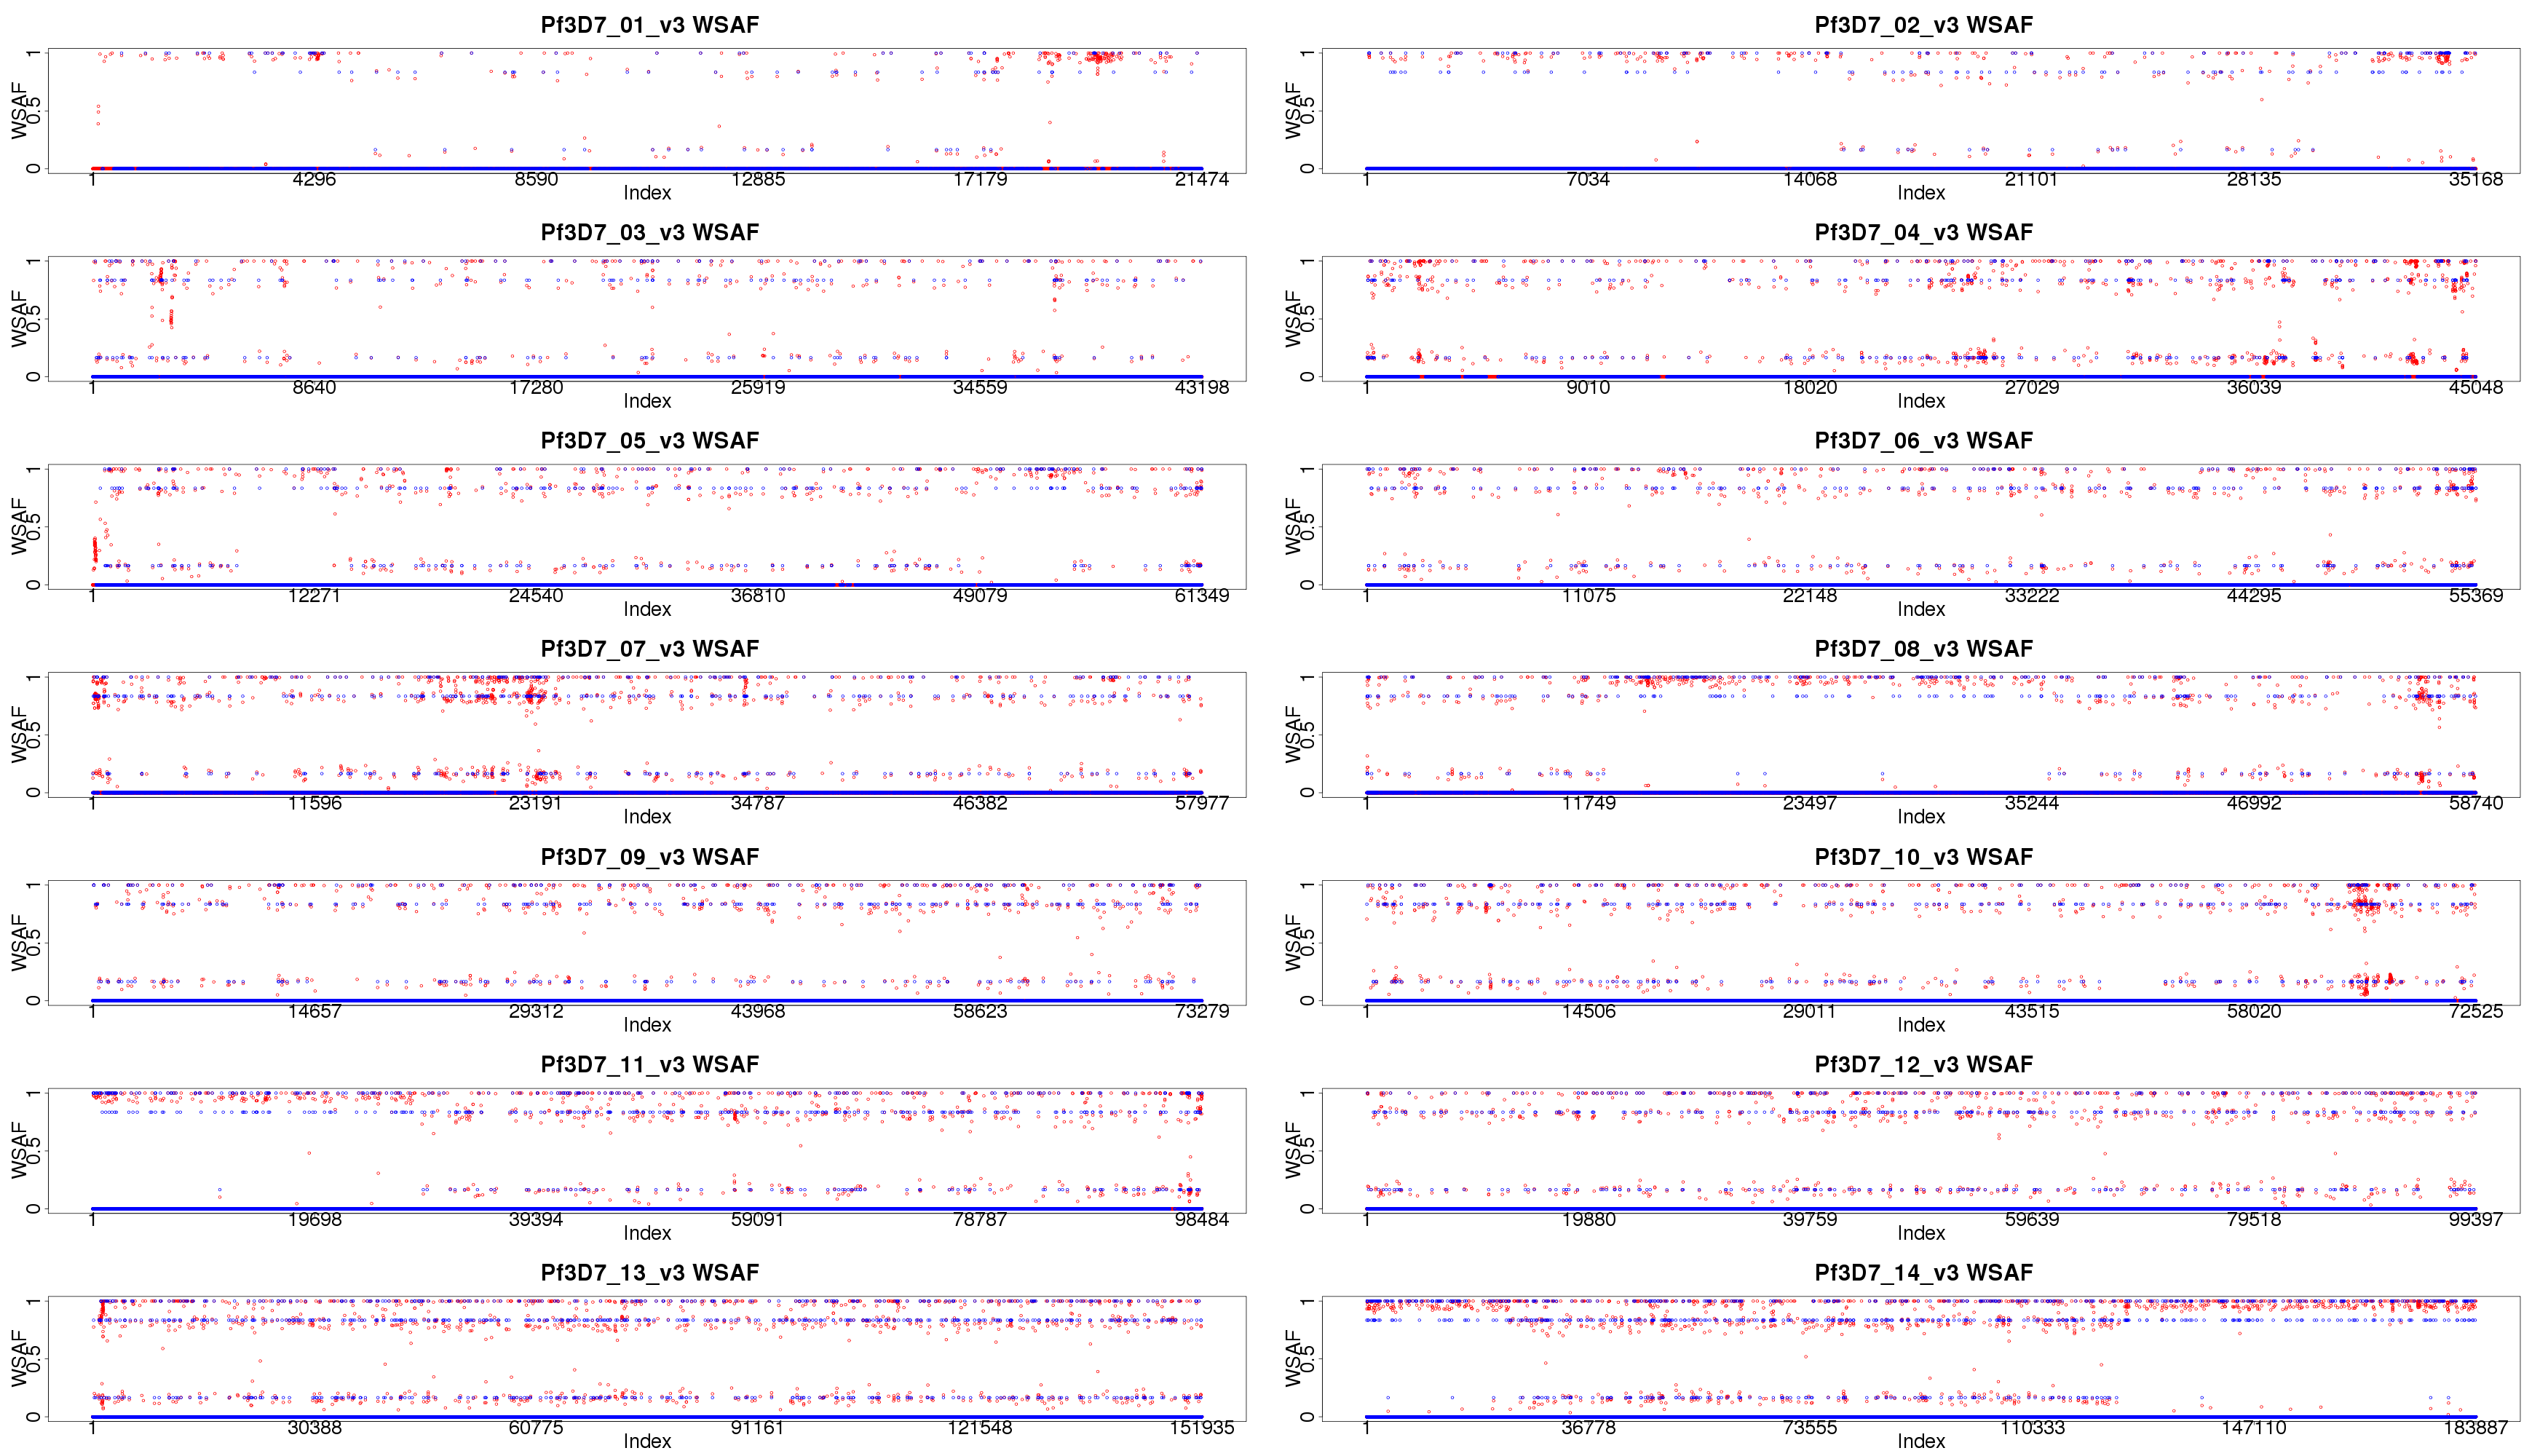 Pf3D7_01_v3 WSAF
WSAF
0 0.5 1
1 4296 8590 12885 17179 21474
Index
Pf3D7_02_v3 WSAF
WSAF
0 0.5 1
1 7034 14068 21101 28135 35168
Index
Pf3D7_03_v3 WSAF
WSAF
0 0.5 1
1 8640 17280 25919 34559 43198
Index
Pf3D7_04_v3 WSAF
WSAF
0 0.5 1
1 9010 18020 27029 36039 45048
Index
Pf3D7_05_v3 WSAF
WSAF
0 0.5 1
1 12271 24540 36810 49079 61349
Index
Pf3D7_06_v3 WSAF
WSAF
0 0.5 1
1 11075 22148 33222 44295 55369
Index
Pf3D7_07_v3 WSAF
WSAF
0 0.5 1
1 11596 23191 34787 46382 57977
Index
Pf3D7_08_v3 WSAF
WSAF
0 0.5 1
1 11749 23497 35244 46992 58740
Index
Pf3D7_09_v3 WSAF
WSAF
0 0.5 1
1 14657 29312 43968 58623 73279
Index
Pf3D7_10_v3 WSAF
WSAF
0 0.5 1
1 14506 29011 43515 58020 72525
Index
Pf3D7_11_v3 WSAF
WSAF
0 0.5 1
1 19698 39394 59091 78787 98484
Index
Pf3D7_12_v3 WSAF
WSAF
0 0.5 1
1 19880 39759 59639 79518 99397
Index
Pf3D7_13_v3 WSAF
WSAF
0 0.5 1
1 30388 60775 91161 121548 151935
Index
Pf3D7_14_v3 WSAF
WSAF
0 0.5 1
1 36778 73555 110333 147110 183887
Index